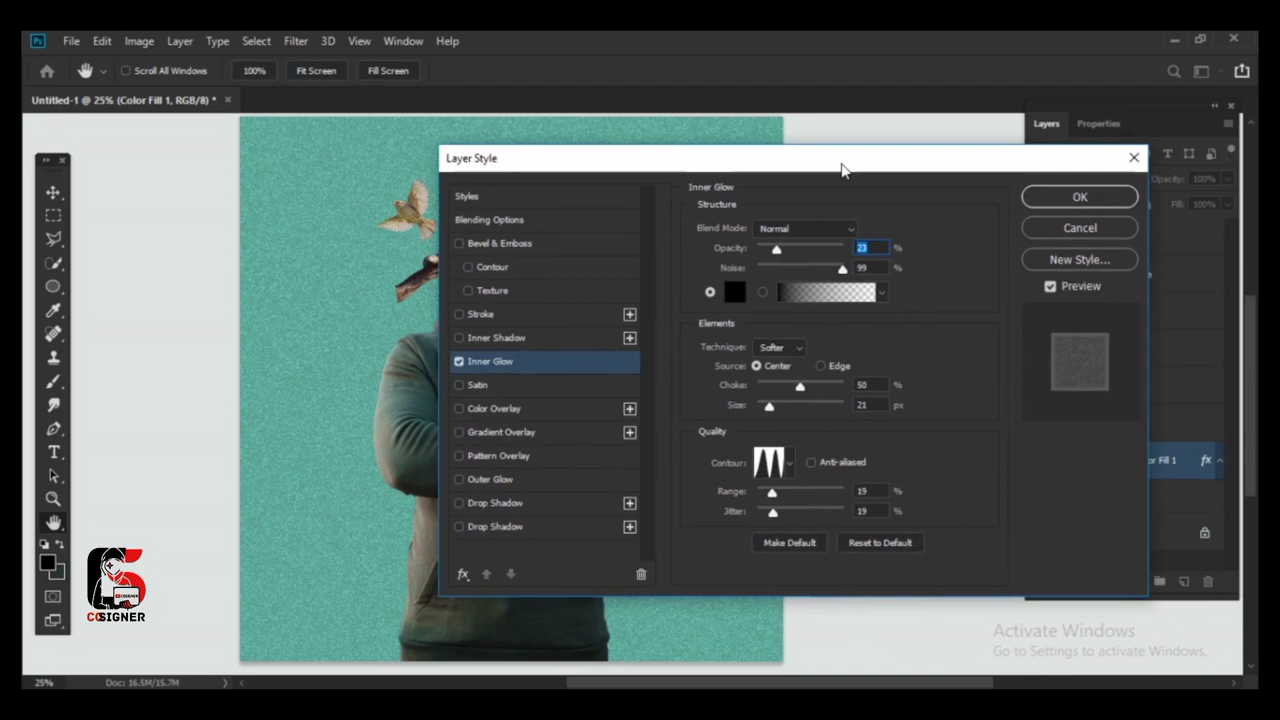 Ps File Edit Image Layer Type Select Filter 3D View Window Help
Scroll All Windows 100% Fit Screen Fill Screen
Untitled-1 @ 25% (Color Fill 1, RGB/8) * ×
Layers Properties
Layer Style
Opacity: 100%
Fill: 100%
Styles
Blending Options
Bevel & Emboss
Contour
Texture
Stroke
Inner Shadow
Inner Glow
Satin
Color Overlay
Gradient Overlay
Pattern Overlay
Outer Glow
Drop Shadow
Drop Shadow
fx
Inner Glow
Structure
Blend Mode: Normal
Opacity: 23 %
Noise: 99 %
Elements
Technique: Softer
Source: Center Edge
Choke: 50 %
Size: 21 px
Quality
Contour: Anti-aliased
Range: 19 %
Jitter: 19 %
Make Default Reset to Default
OK
Cancel
New Style...
Preview
or Fill 1 fx
COSIGNER
Activate Windows
Go to Settings to activate Windows.
25% Doc: 16.5M/15.7M